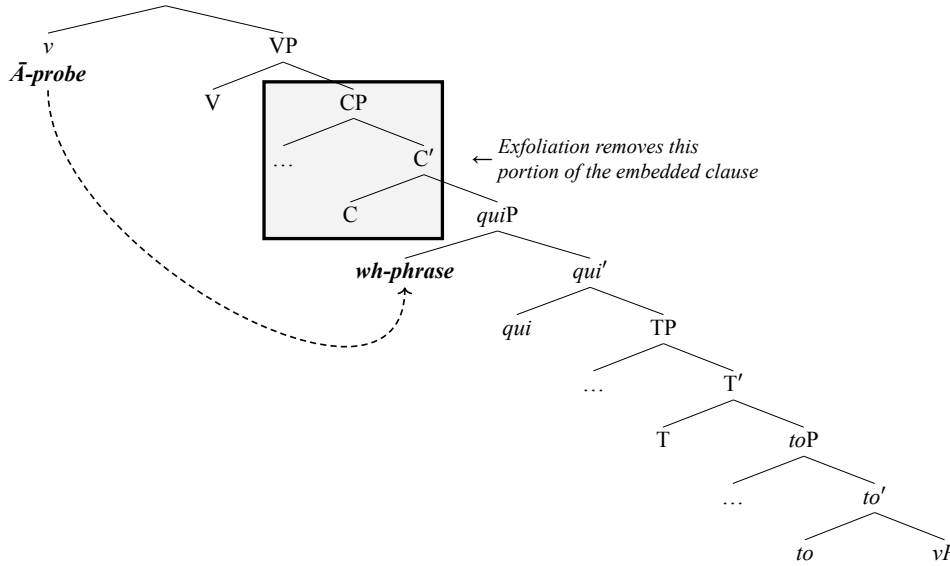 v VP
Ā-probe
V CP
… C′ ← Exfoliation removes this
portion of the embedded clause
C quiP
wh-phrase qui′
qui TP
… T′
T toP
… to′
to vP